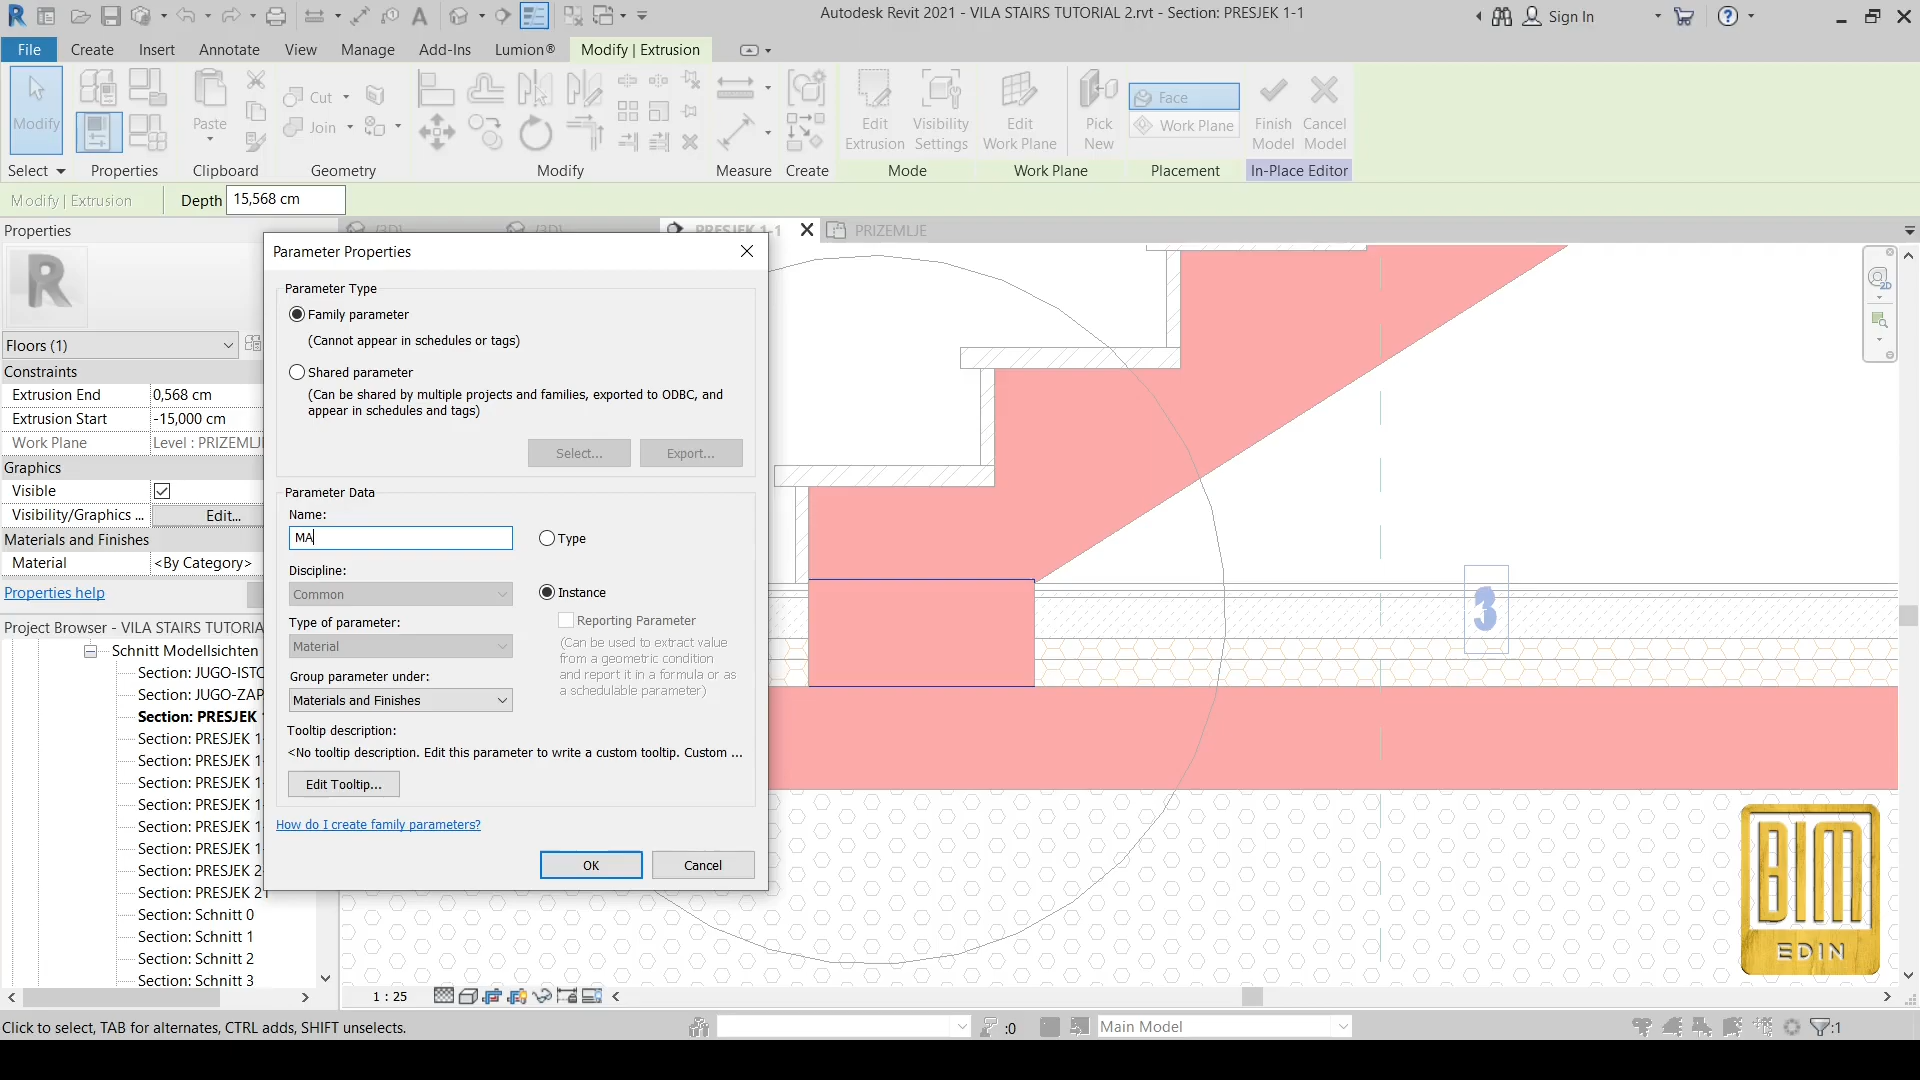 Autodesk Revit 2021 - VILA STAIRS TUTORIAL 2.rvt - Section: PRESJEK 1-1
Sign In
File
Create
Insert
Annotate
View
Manage
Add-Ins
Lumion®
Modify | Extrusion
Modify
Paste
Cut
Join
Edit Extrusion
Visibility Settings
Edit Work Plane
Pick New
Face
Work Plane
Finish Model
Cancel Model
Select
Properties
Clipboard
Geometry
Modify
Measure
Create
Mode
Work Plane
Placement
In-Place Editor
Modify | Extrusion
Depth 15,568 cm
Properties
{3D}
{3D}
PRESJEK 1-1
PRIZEMLJE
Floors (1)
Constraints
Extrusion End 0,568 cm
Extrusion Start -15,000 cm
Work Plane Level : PRIZEMLJ
Graphics
Visible
Visibility/Graphics ... Edit...
Materials and Finishes
Material <By Category>
Properties help
Project Browser - VILA STAIRS TUTORIA
Schnitt Modellsichten
Section: JUGO-ISTO
Section: JUGO-ZAP
Section: PRESJEK
Section: PRESJEK 1
Section: PRESJEK 1
Section: PRESJEK 1
Section: PRESJEK 1
Section: PRESJEK 1
Section: PRESJEK 1
Section: PRESJEK 2
Section: PRESJEK 21
Section: Schnitt 0
Section: Schnitt 1
Section: Schnitt 2
Section: Schnitt 3
Parameter Properties
Parameter Type
Family parameter
(Cannot appear in schedules or tags)
Shared parameter
(Can be shared by multiple projects and families, exported to ODBC, and
appear in schedules and tags)
Select...
Export...
Parameter Data
Name:
MA
Type
Discipline:
Common
Instance
Reporting Parameter
(Can be used to extract value
from a geometric condition
and report it in a formula or as
a schedulable parameter)
Type of parameter:
Material
Group parameter under:
Materials and Finishes
Tooltip description:
<No tooltip description. Edit this parameter to write a custom tooltip. Custom ...
Edit Tooltip...
How do I create family parameters?
OK
Cancel
3
2D
BIM
EDIN
1 : 25
Click to select, TAB for alternates, CTRL adds, SHIFT unselects.
:0
Main Model
:1